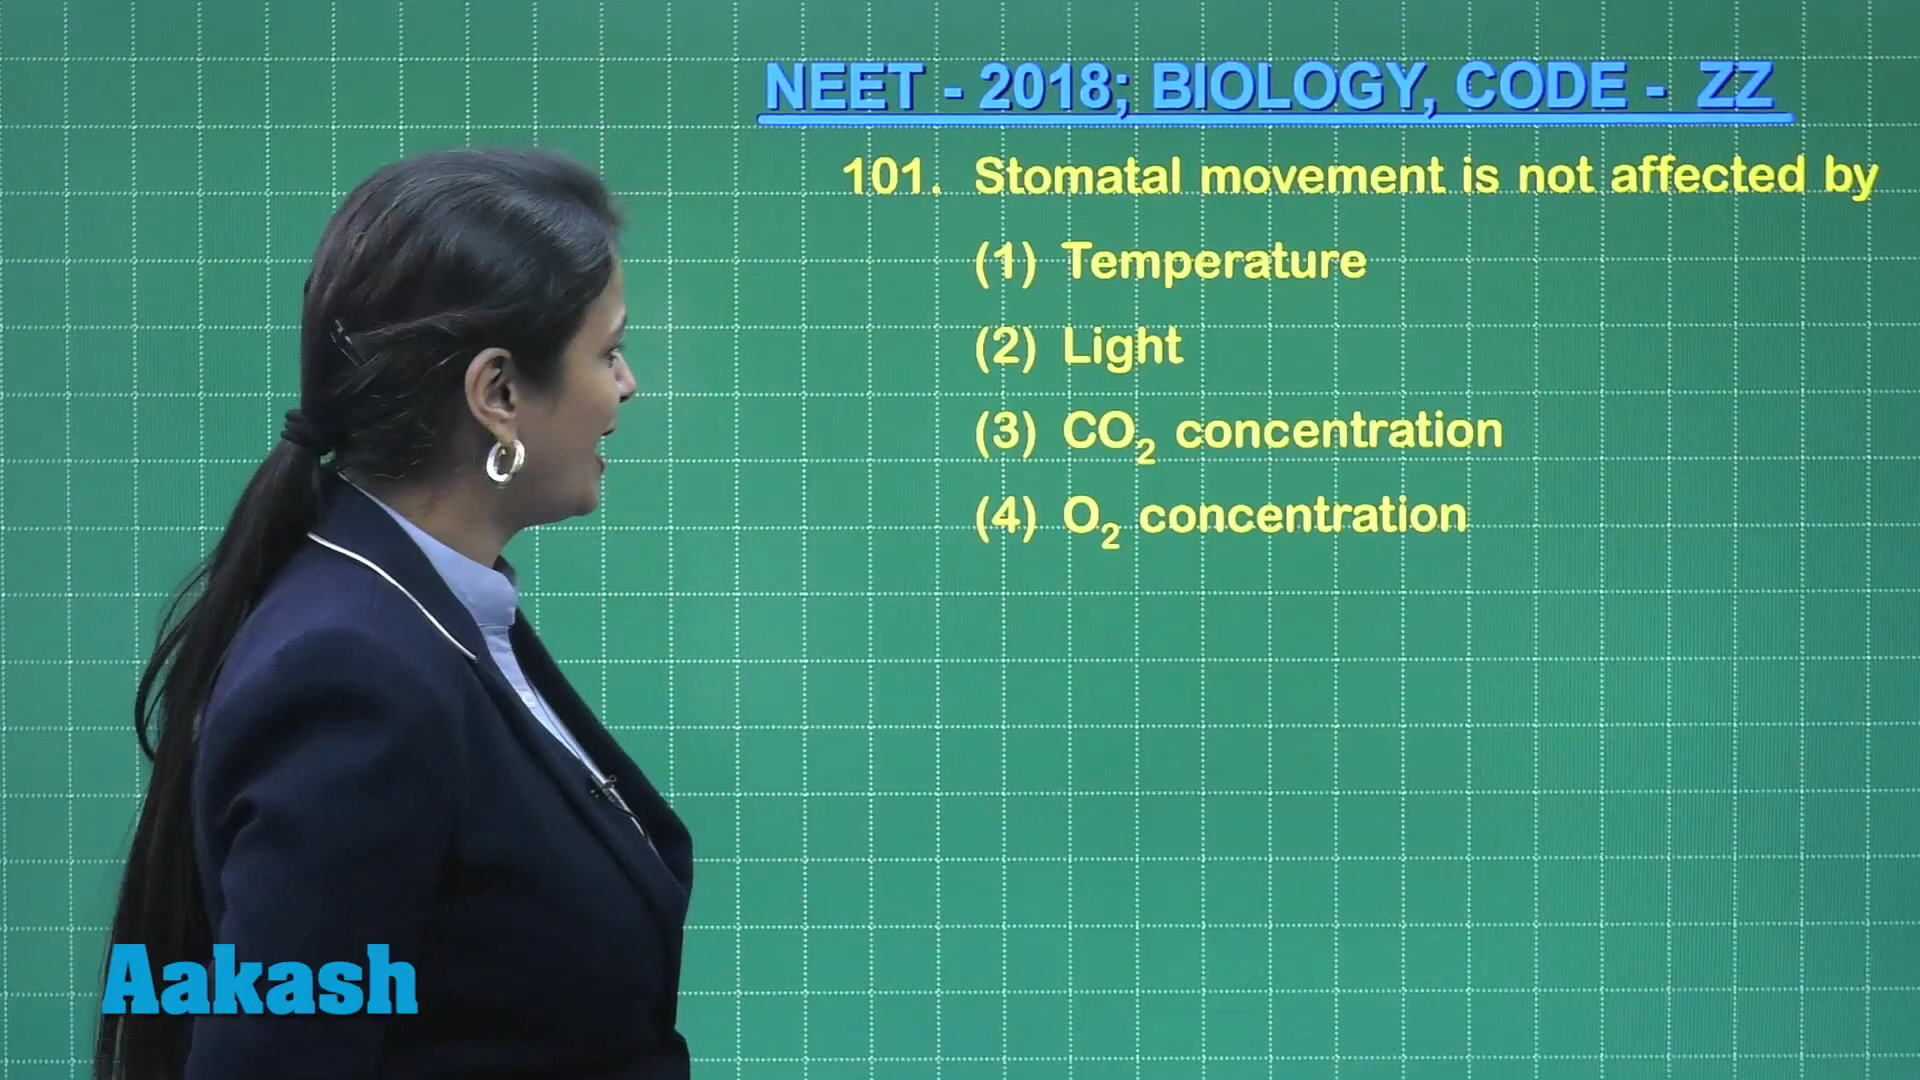 NEET - 2018; BIOLOGY, CODE - ZZ
101. Stomatal movement is not affected by
(1) Temperature
(2) Light
(3) CO₂ concentration
(4) O₂ concentration
Aakash